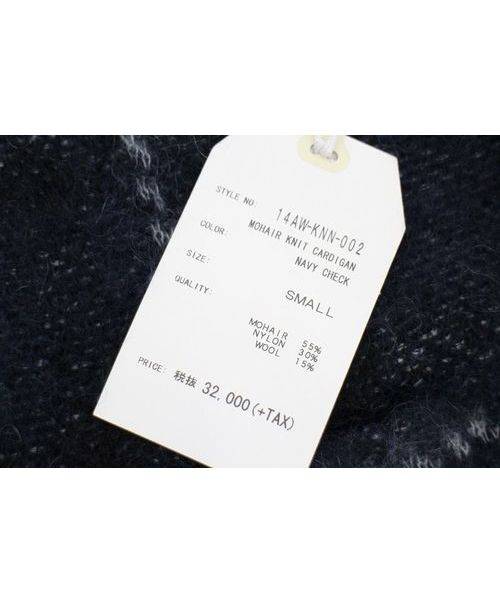 STYLE NO: 14AW-KNN-002
MOHAIR KNIT CARDIGAN
COLOR: NAVY CHECK
SIZE: SMALL
QUALITY: MOHAIR 55%
NYLON 30%
WOOL 15%
PRICE: 税抜 32,000(+TAX)